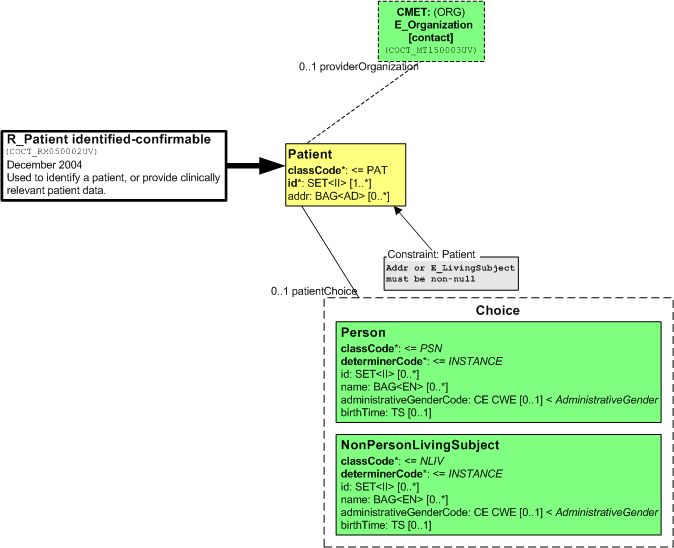 CMET: (ORG)
E_Organization
[contact]
(COCT_MT150003UV)
0..1 providerOrganization
R_Patient identified-confirmable
(COCT_RM050002UV)
December 2004
Used to identify a patient, or provide clinically
relevant patient data.
Patient
classCode*: <= PAT
id*: SET<II> [1..*]
addr: BAG<AD> [0..*]
Constraint: Patient
Addr or E_LivingSubject
must be non-null
0..1 patientChoice
Choice
Person
classCode*: <= PSN
determinerCode*: <= INSTANCE
id: SET<II> [0..*]
name: BAG<EN> [0..*]
administrativeGenderCode: CE CWE [0..1] < AdministrativeGender
birthTime: TS [0..1]
NonPersonLivingSubject
classCode*: <= NLIV
determinerCode*: <= INSTANCE
id: SET<II> [0..*]
name: BAG<EN> [0..*]
administrativeGenderCode: CE CWE [0..1] < AdministrativeGender
birthTime: TS [0..1]